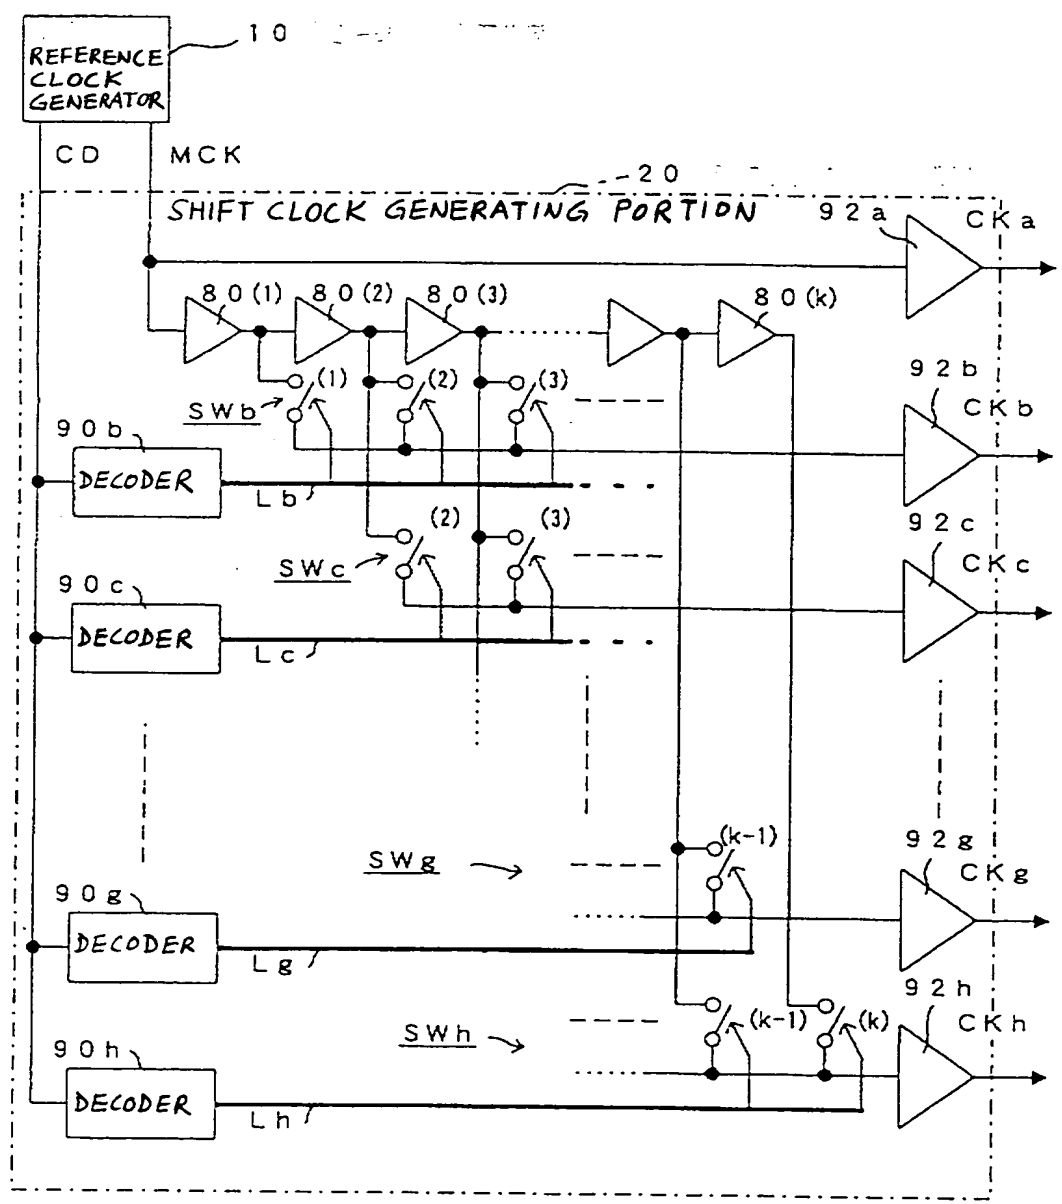 REFERENCE
CLOCK
GENERATOR
10
CD
MCK
20
SHIFT CLOCK GENERATING PORTION
92a
CKa
80(1)
80(2)
80(3)
80(k)
(1)
(2)
(3)
SWb
92b
CKb
90b
DECODER
Lb
(2)
(3)
SWc
92c
CKc
90c
DECODER
Lc
(k-1)
SWg
92g
CKg
90g
DECODER
Lg
(k-1)
(k)
SWh
92h
CKh
90h
DECODER
Lh